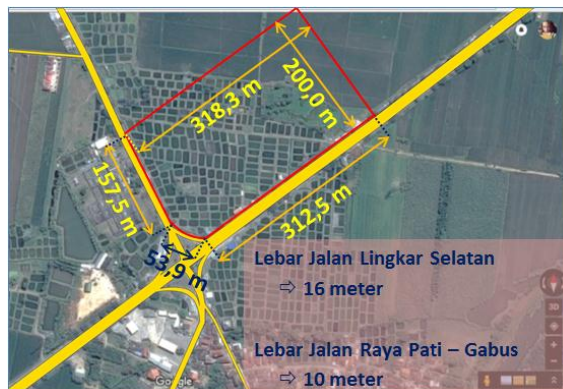 200,0 m
318,3 m
157,5 m
312,5 m
53,9 m
Lebar Jalan Lingkar Selatan
⇨ 16 meter
Lebar Jalan Raya Pati – Gabus
⇨ 10 meter
3D
Google